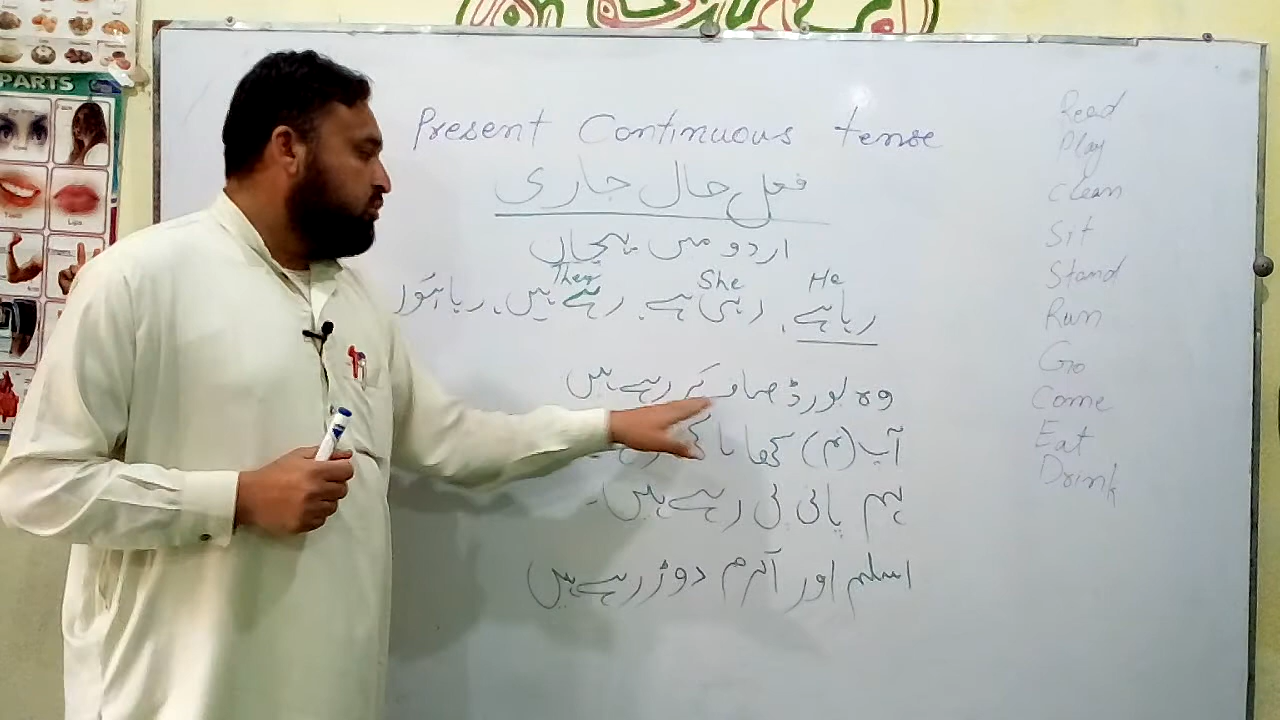 PARTS
Present Continuous tense
فعل حال جاری
اردو میں پہچان
He She They
رہا ہے، رہی ہے، رہے ہیں، رہا ہوں
وہ بورڈ صاف کر رہے ہیں
آپ (تم) کھانا
ہم پانی پی رہے ہیں۔
اسلم اور اکرم دوڑ رہے ہیں
Read
Play
Clean
Sit
Stand
Run
Go
Come
Eat
Drink